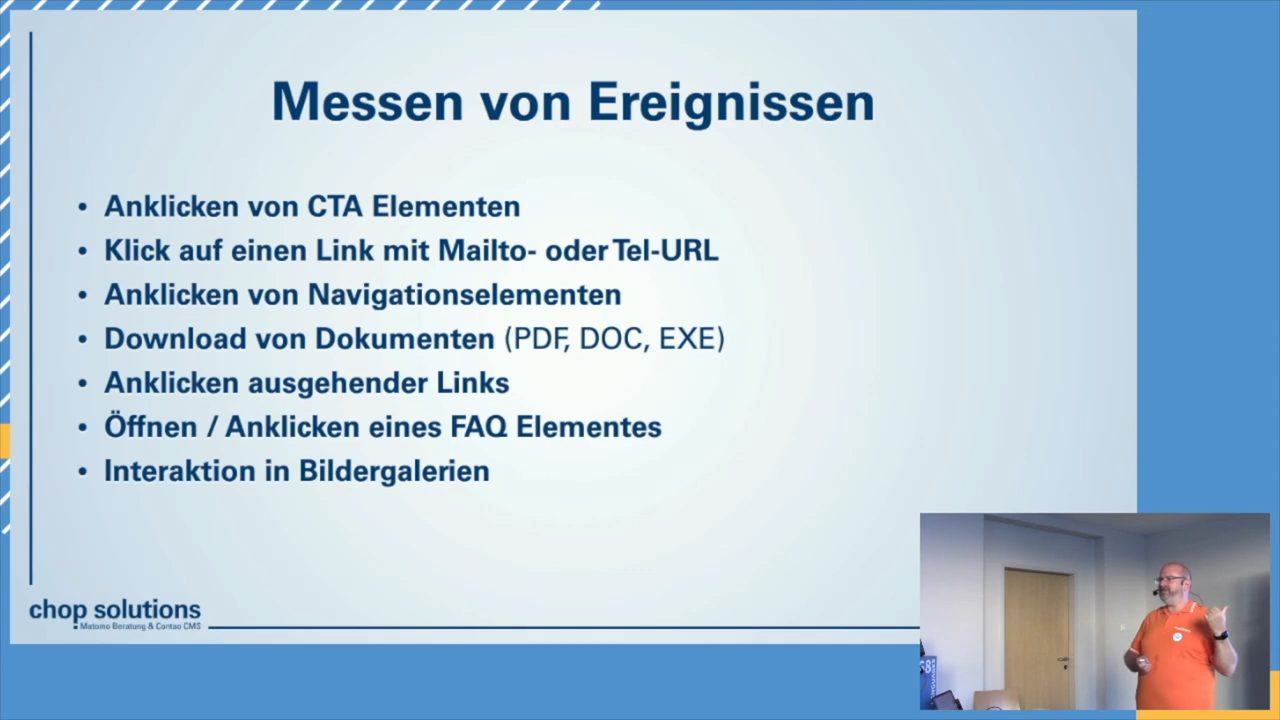 Messen von Ereignissen
• Anklicken von CTA Elementen
• Klick auf einen Link mit Mailto- oder Tel-URL
• Anklicken von Navigationselementen
• Download von Dokumenten (PDF, DOC, EXE)
• Anklicken ausgehender Links
• Öffnen / Anklicken eines FAQ Elementes
• Interaktion in Bildergalerien
chop solutions
Matomo Beratung & Contao CMS